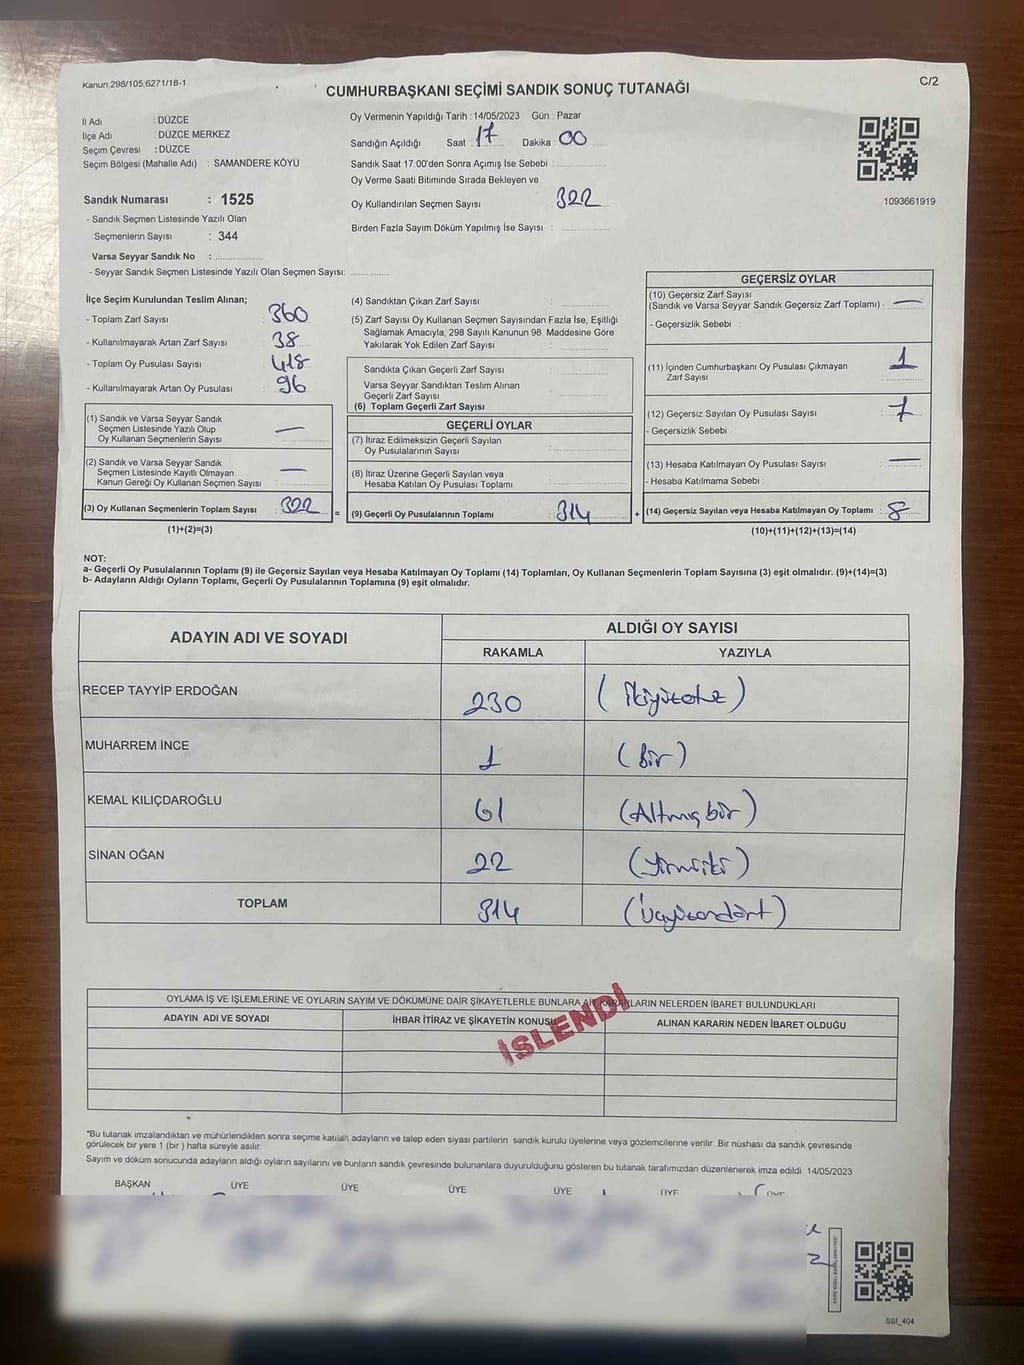 Kanun;298/105;6271/18-1
C/2
CUMHURBAŞKANI SEÇİMİ SANDIK SONUÇ TUTANAĞI
İl Adı : DÜZCE
İlçe Adı : DÜZCE MERKEZ
Seçim Çevresi : DÜZCE
Seçim Bölgesi (Mahalle Adı) : SAMANDERE KÖYÜ
Sandık Numarası : 1525
- Sandık Seçmen Listesinde Yazılı Olan
Seçmenlerin Sayısı : 344
Varsa Seyyar Sandık No :
- Seyyar Sandık Seçmen Listesinde Yazılı Olan Seçmen Sayısı:
Oy Vermenin Yapıldığı Tarih : 14/05/2023 Gün : Pazar
Sandığın Açıldığı Saat : 17 Dakika : 00
Sandık Saat 17:00'den Sonra Açımış İse Sebebi :
Oy Verme Saati Bitiminde Sırada Bekleyen ve
Oy Kullandırılan Seçmen Sayısı : 322
Birden Fazla Sayım Döküm Yapılmış İse Sayısı :
1093661919
İlçe Seçim Kurulundan Teslim Alınan;
- Toplam Zarf Sayısı : 360
- Kullanılmayarak Artan Zarf Sayısı : 38
- Toplam Oy Pusulası Sayısı : 418
- Kullanılmayarak Artan Oy Pusulası : 96
(1) Sandık ve Varsa Seyyar Sandık
Seçmen Listesinde Yazılı Olup
Oy Kullanan Seçmenlerin Sayısı : —
(2) Sandık ve Varsa Seyyar Sandık
Seçmen Listesinde Kayıtlı Olmayan
Kanun Gereği Oy Kullanan Seçmen Sayısı : —
(3) Oy Kullanan Seçmenlerin Toplam Sayısı : 322
(1)+(2)=(3)
(4) Sandıktan Çıkan Zarf Sayısı :
(5) Zarf Sayısı Oy Kullanan Seçmen Sayısından Fazla İse, Eşitliği
Sağlamak Amacıyla; 298 Sayılı Kanunun 98. Maddesine Göre
Yakılarak Yok Edilen Zarf Sayısı :
Sandıkta Çıkan Geçerli Zarf Sayısı :
Varsa Seyyar Sandıktan Teslim Alınan
Geçerli Zarf Sayısı :
(6) Toplam Geçerli Zarf Sayısı :
GEÇERLİ OYLAR
(7) İtiraz Edilmeksizin Geçerli Sayılan
Oy Pusulalarının Sayısı :
(8) İtiraz Üzerine Geçerli Sayılan veya
Hesaba Katılan Oy Pusulası Toplamı :
= (9) Geçerli Oy Pusulalarının Toplamı : 314
GEÇERSİZ OYLAR
(10) Geçersiz Zarf Sayısı
(Sandık ve Varsa Seyyar Sandık Geçersiz Zarf Toplamı) : —
- Geçersizlik Sebebi :
(11) İçinden Cumhurbaşkanı Oy Pusulası Çıkmayan
Zarf Sayısı : 1
(12) Geçersiz Sayılan Oy Pusulası Sayısı : 7
- Geçersizlik Sebebi :
(13) Hesaba Katılmayan Oy Pusulası Sayısı : —
- Hesaba Katılmama Sebebi :
+ (14) Geçersiz Sayılan veya Hesaba Katılmayan Oy Toplamı : 8
(10)+(11)+(12)+(13)=(14)
NOT:
a- Geçerli Oy Pusulalarının Toplamı (9) ile Geçersiz Sayılan veya Hesaba Katılmayan Oy Toplamı (14) Toplamları, Oy Kullanan Seçmenlerin Toplam Sayısına (3) eşit olmalıdır. (9)+(14)=(3)
b- Adayların Aldığı Oyların Toplamı, Geçerli Oy Pusulalarının Toplamına (9) eşit olmalıdır.
ADAYIN ADI VE SOYADI
ALDIĞI OY SAYISI
RAKAMLA YAZIYLA
RECEP TAYYİP ERDOĞAN 230 (İkiyüzotuz)
MUHARREM İNCE 1 (Bir)
KEMAL KILIÇDAROĞLU 61 (Altmış bir)
SİNAN OĞAN 22 (Yirmiiki)
TOPLAM 314 (Üçyüzondört)
OYLAMA İŞ VE İŞLEMLERİNE VE OYLARIN SAYIM VE DÖKÜMÜNE DAİR ŞİKAYETLERLE BUNLARA AİT KARARLARIN NELERDEN İBARET BULUNDUKLARI
ADAYIN ADI VE SOYADI
İHBAR İTİRAZ VE ŞİKAYETİN KONUSU
ALINAN KARARIN NEDEN İBARET OLDUĞU
İŞLENDİ
*Bu tutanak imzalandıktan ve mühürlendikten sonra seçime katılan adayların ve talep eden siyasi partilerin sandık kurulu üyelerine veya gözlemcilerine verilir. Bir nüshası da sandık çevresinde
görülecek bir yere 1 (bir) hafta süreyle asılır.
Sayım ve döküm sonucunda adayların aldığı oyların sayılarını ve bunların sandık çevresinde bulunanlara duyurulduğunu gösteren bu tutanak tarafımızdan düzenlenerek imza edildi. 14/05/2023
BAŞKAN ÜYE ÜYE ÜYE ÜYE ÜYE ÜYE
SSI_404